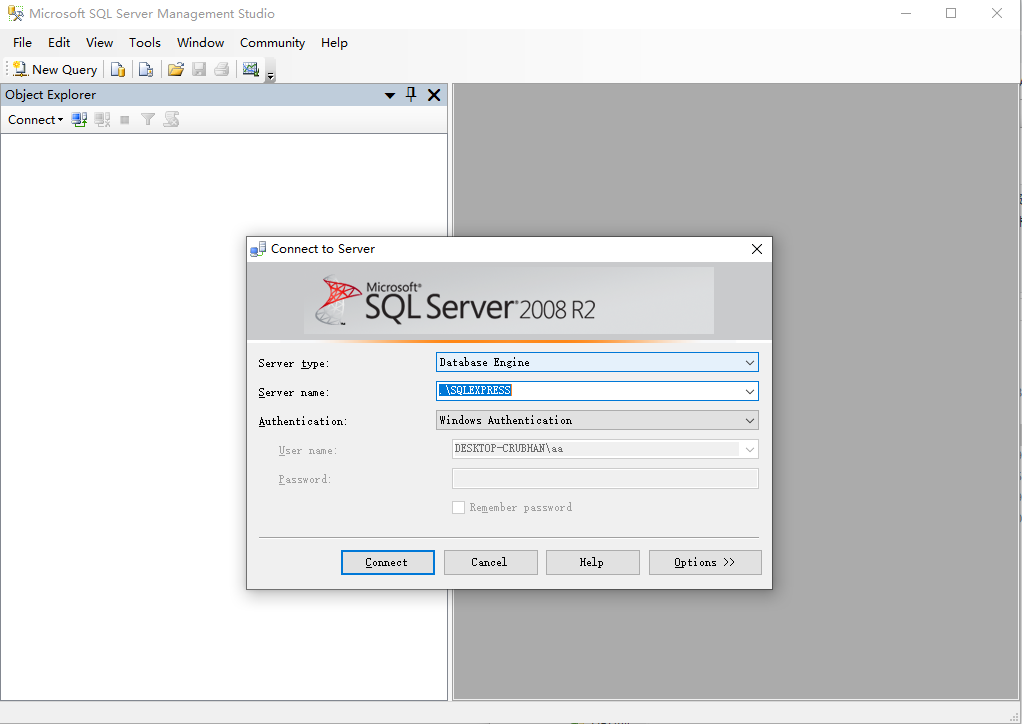 Microsoft SQL Server Management Studio
File Edit View Tools Window Community Help
New Query
Object Explorer
Connect
Connect to Server
Microsoft®
SQL Server® 2008 R2
Server type: Database Engine
Server name: .\SQLEXPRESS
Authentication: Windows Authentication
User name: DESKTOP-CRUBHAN\aa
Password:
Remember password
Connect Cancel Help Options >>